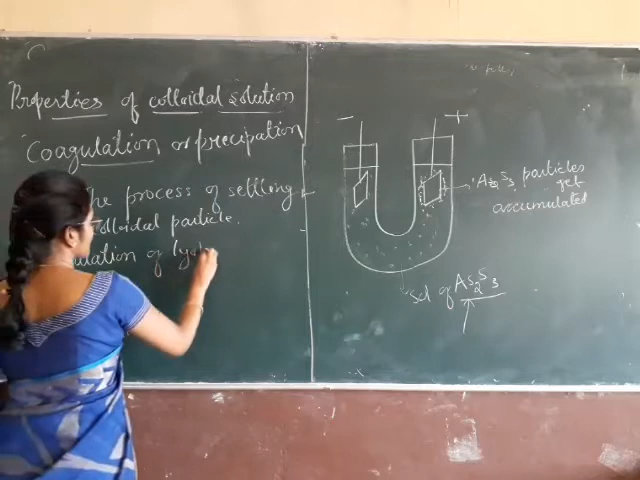 Properties of colloidal solution
Coagulation or precipation
The process of settling
colloidal particle.
ulation of lyo
− +
As2S3 particles
get
accumulated
Sol of As2S3